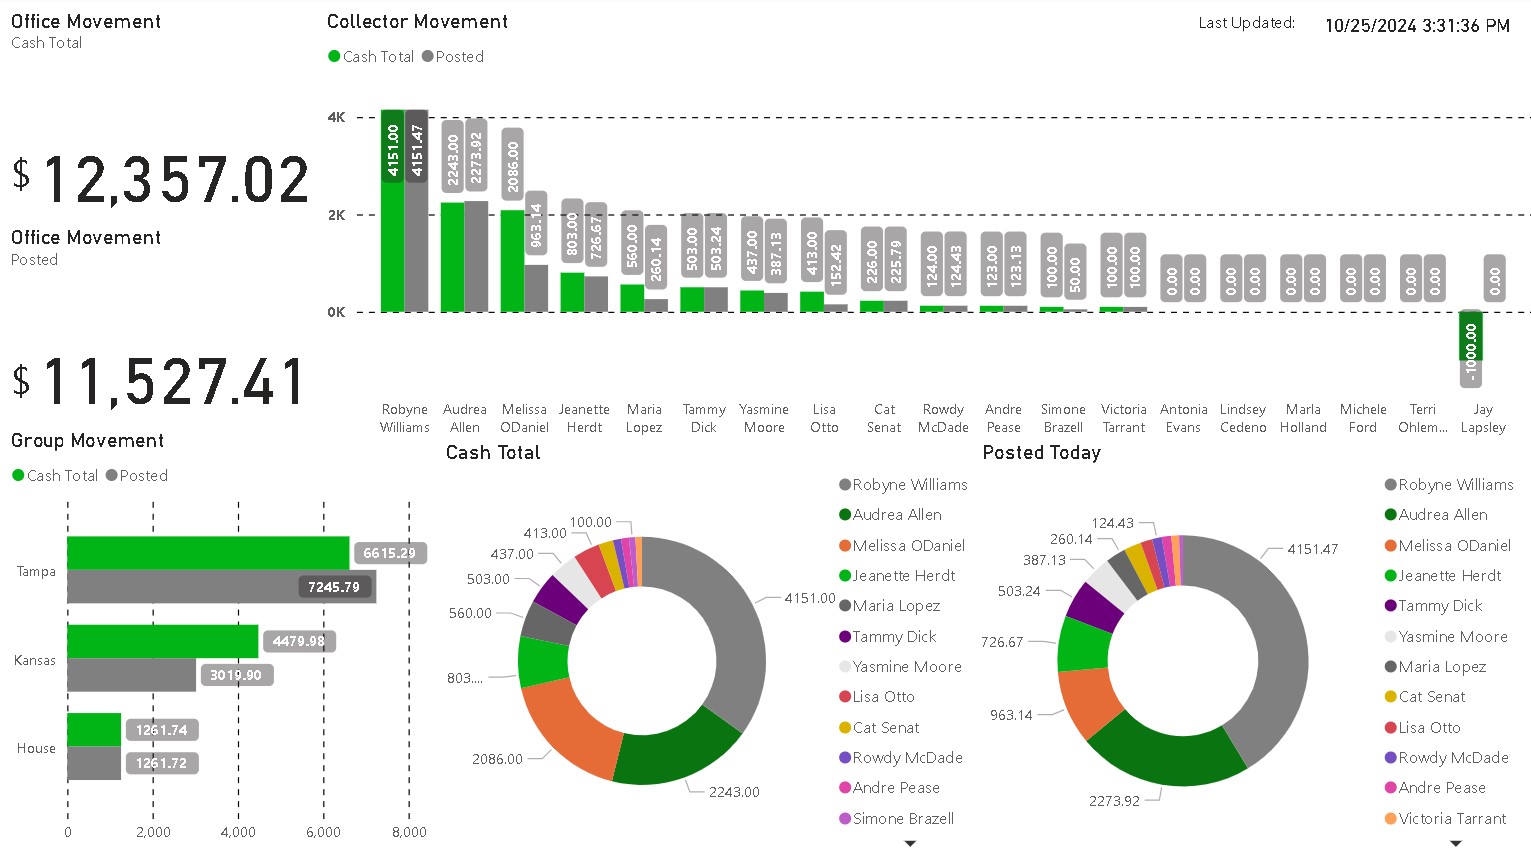 Office Movement
Cash Total
$ 12,357.02
Office Movement
Posted
$ 11,527.41
Collector Movement
Cash Total Posted
Last Updated: 10/25/2024 3:31:36 PM
4K
2K
0K
4151.00 4151.47
2243.00 2273.92
2086.00 963.14
803.00 726.67
560.00 260.14
503.00 503.24
437.00 387.13
413.00 152.42
226.00 225.79
124.00 124.43
123.00 123.13
100.00 50.00
100.00 100.00
0.00 0.00
0.00 0.00
0.00 0.00
0.00 0.00
0.00 0.00
-1000.00 0.00
Robyne Williams
Audrea Allen
Melissa ODaniel
Jeanette Herdt
Maria Lopez
Tammy Dick
Yasmine Moore
Lisa Otto
Cat Senat
Rowdy McDade
Andre Pease
Simone Brazell
Victoria Tarrant
Antonia Evans
Lindsey Cedeno
Marla Holland
Michele Ford
Terri Ohlem...
Jay Lapsley
Group Movement
Cash Total Posted
Tampa
6615.29
7245.79
Kansas
4479.98
3019.90
House
1261.74
1261.72
0 2,000 4,000 6,000 8,000
Cash Total
100.00
413.00
437.00
503.00
560.00
803....
2086.00
2243.00
4151.00
Robyne Williams
Audrea Allen
Melissa ODaniel
Jeanette Herdt
Maria Lopez
Tammy Dick
Yasmine Moore
Lisa Otto
Cat Senat
Rowdy McDade
Andre Pease
Simone Brazell
Posted Today
124.43
260.14
387.13
503.24
726.67
963.14
2273.92
4151.47
Robyne Williams
Audrea Allen
Melissa ODaniel
Jeanette Herdt
Tammy Dick
Yasmine Moore
Maria Lopez
Cat Senat
Lisa Otto
Rowdy McDade
Andre Pease
Victoria Tarrant